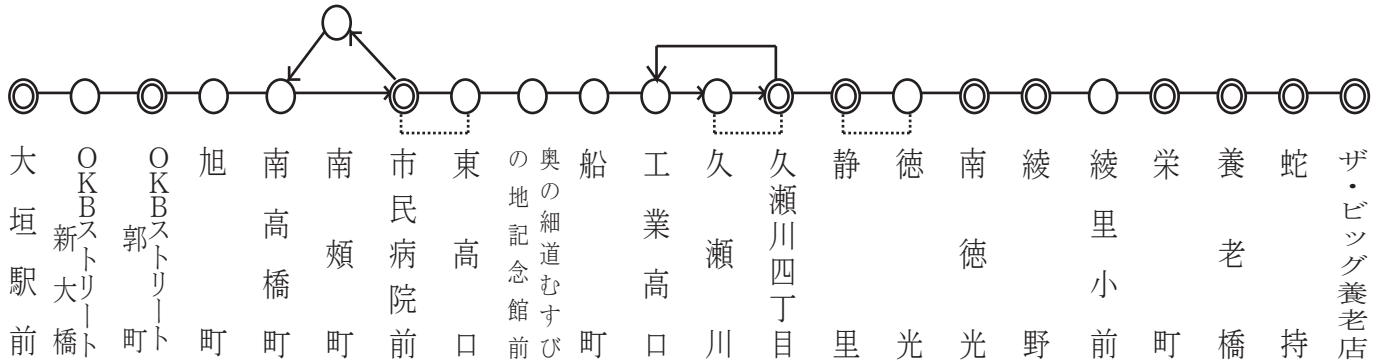 大垣駅前
OKBストリート
新大橋
OKBストリート
郭町
旭町
南高橋町
南頰町
市民病院前
東高口
奥の細道むすび
の地記念館前
船町
工業高口
久瀬川
久瀬川四丁目
静里
徳光
南徳光
綾野
綾里小前
栄町
養老橋
蛇持
ザ・ビッグ養老店